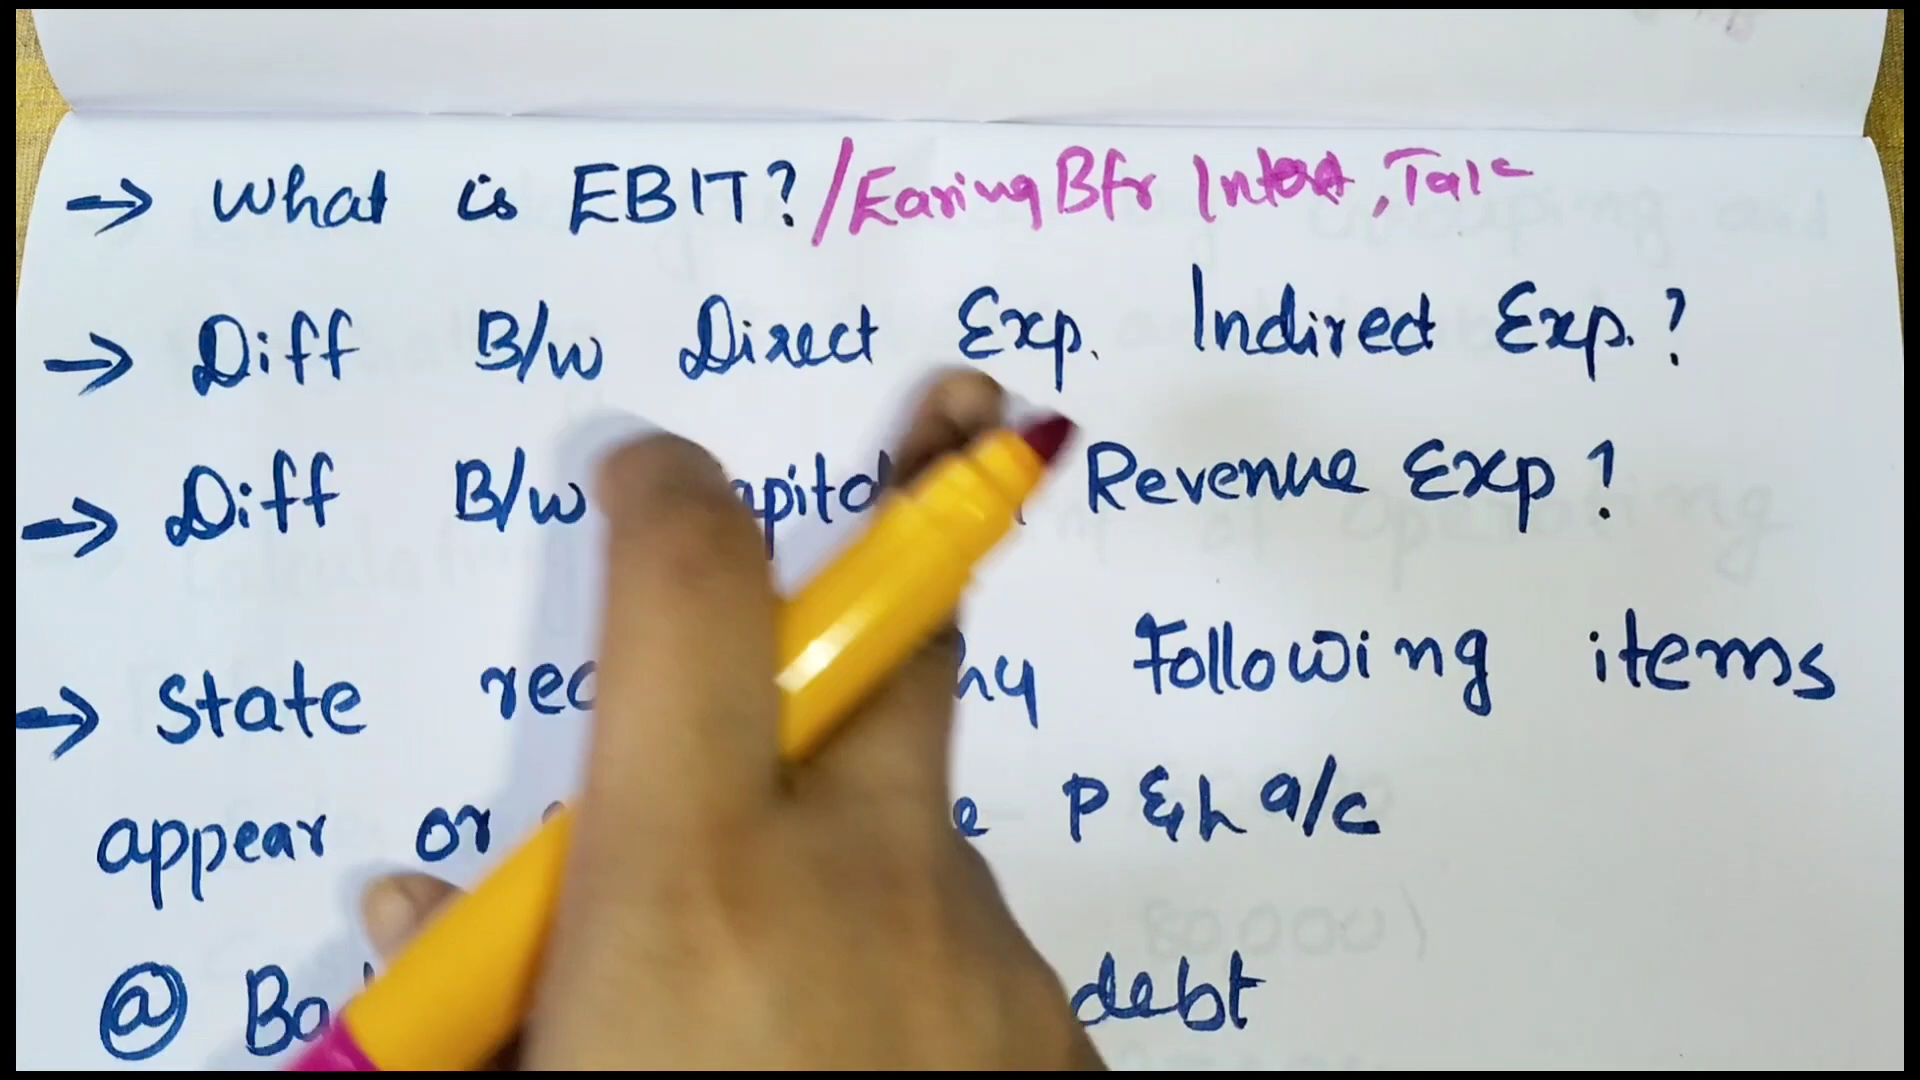 → What is EBIT? / Earing Bfr Intest, Tax
→ Diff B/w Direct Exp. Indirect Exp.?
→ Diff B/w Revenue Exp?
→ State Following items
appear or P & L a/c
@ debt